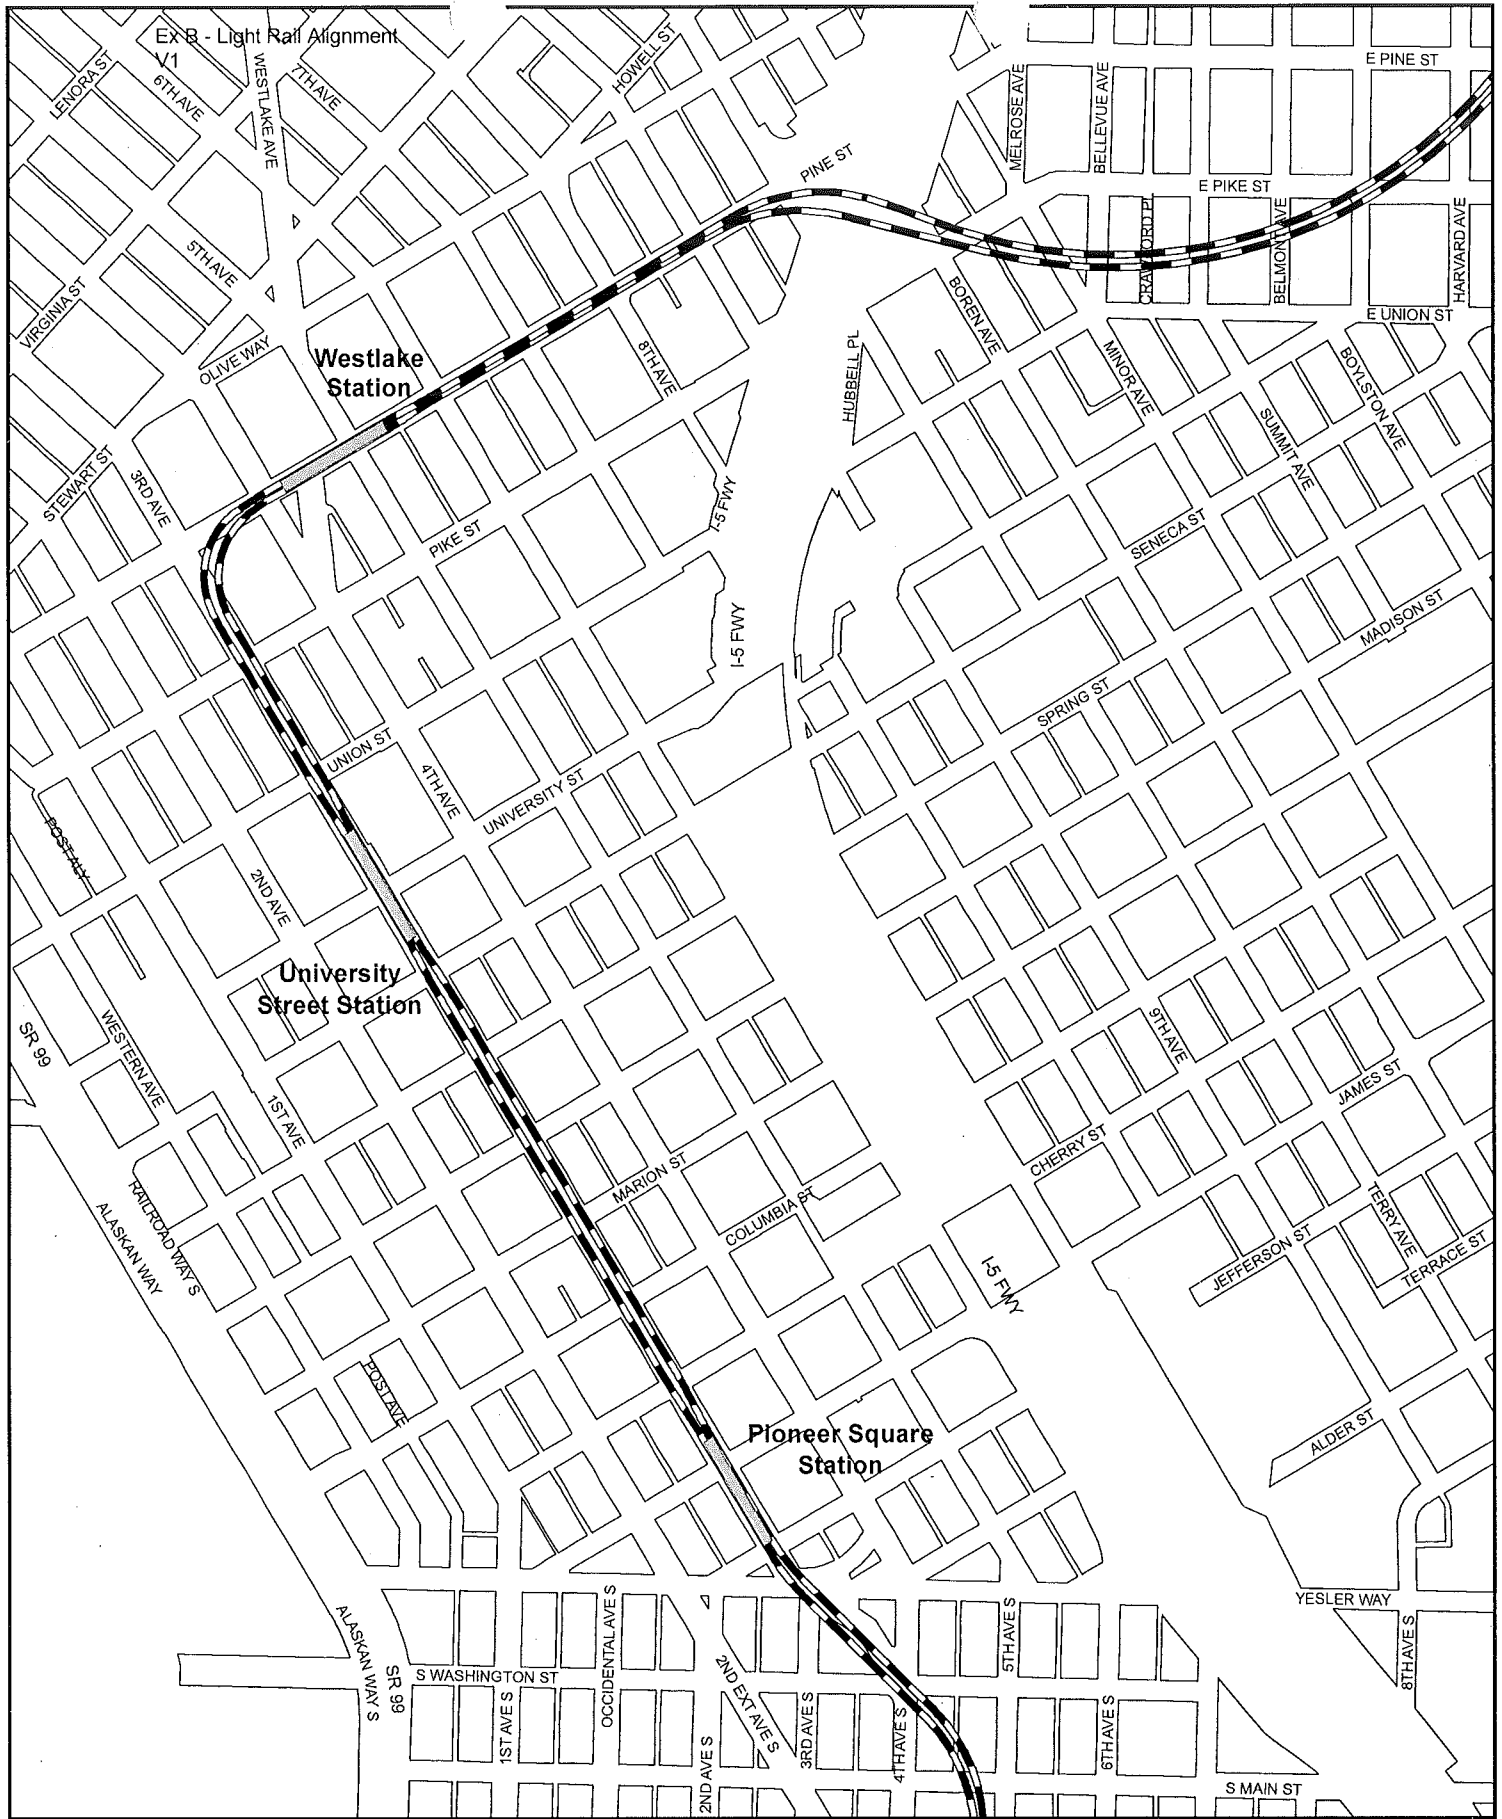 Ex B - Light Rail Alignment
V1
LENORA ST
6TH AVE
WESTLAKE AVE
7TH AVE
HOWELL ST
MELROSE AVE
BELLEVUE AVE
E PINE ST
PINE ST
E PIKE ST
CRAWFORD PL
BELMONT AVE
HARVARD AVE
5TH AVE
VIRGINIA ST
OLIVE WAY
Westlake
Station
8TH AVE
HUBBELL PL
BOREN AVE
MINOR AVE
E UNION ST
BOYLSTON AVE
SUMMIT AVE
STEWART ST
3RD AVE
PIKE ST
I-5 FWY
SENECA ST
I-5 FWY
MADISON ST
SPRING ST
UNION ST
4TH AVE
UNIVERSITY ST
POST ALY
2ND AVE
University
Street Station
SR 99
WESTERN AVE
9TH AVE
1ST AVE
JAMES ST
CHERRY ST
MARION ST
COLUMBIA ST
RAILROAD WAY S
ALASKAN WAY
TERRY AVE
JEFFERSON ST
TERRACE ST
I-5 FWY
POST AVE
Pioneer Square
Station
ALDER ST
YESLER WAY
ALASKAN WAY S
SR 99
S WASHINGTON ST
OCCIDENTAL AVE S
1ST AVE S
2ND AVE S
2ND EXT AVE S
3RD AVE S
4TH AVE S
5TH AVE S
6TH AVE S
8TH AVE S
S MAIN ST